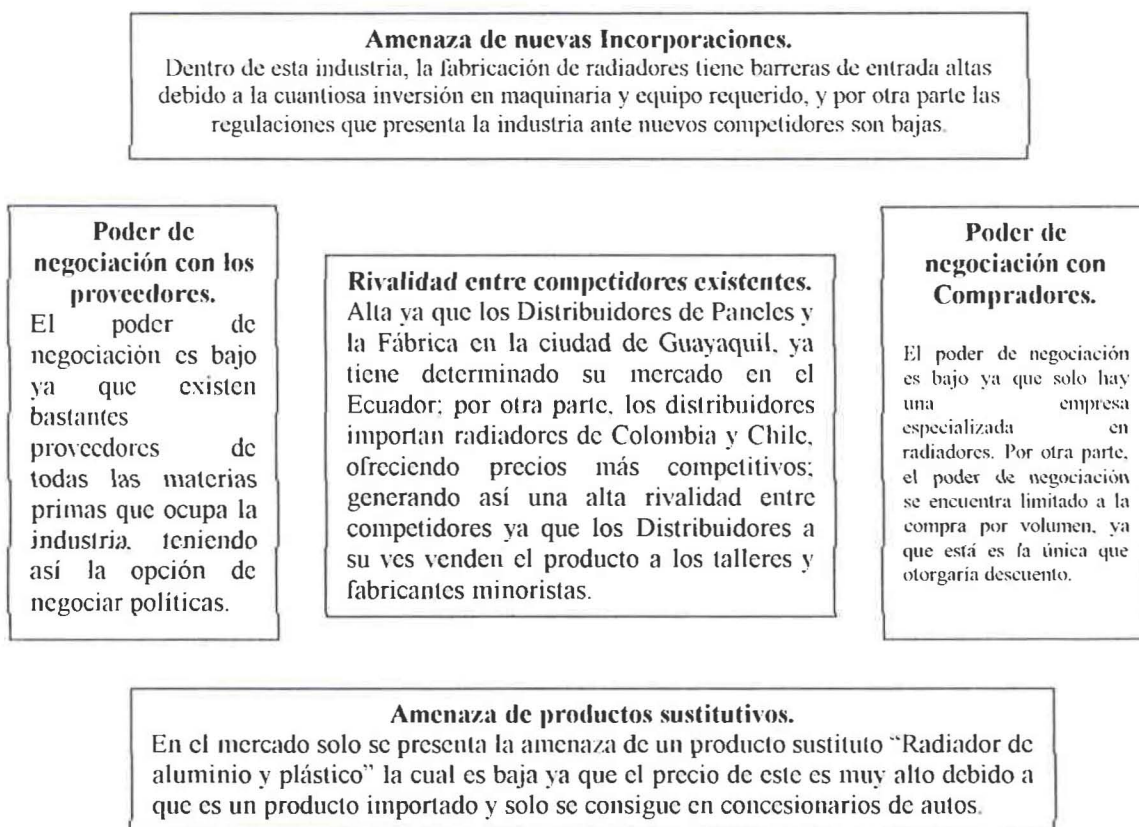 Amenaza de nuevas Incorporaciones.
Dentro de esta industria, la fabricación de radiadores tiene barreras de entrada altas
debido a la cuantiosa inversión en maquinaria y equipo requerido, y por otra parte las
regulaciones que presenta la industria ante nuevos competidores son bajas.
Poder de
negociación con los
proveedores.
El poder de
negociación es bajo
ya que existen
bastantes
proveedores de
todas las materias
primas que ocupa la
industria, teniendo
así la opción de
negociar políticas.
Rivalidad entre competidores existentes.
Alta ya que los Distribuidores de Paneles y
la Fábrica en la ciudad de Guayaquil, ya
tiene determinado su mercado en el
Ecuador; por otra parte, los distribuidores
importan radiadores de Colombia y Chile,
ofreciendo precios más competitivos;
generando así una alta rivalidad entre
competidores ya que los Distribuidores a
su ves venden el producto a los talleres y
fabricantes minoristas.
Poder de
negociación con
Compradores.
El poder de negociación
es bajo ya que solo hay
una empresa
especializada en
radiadores. Por otra parte,
el poder de negociación
se encuentra limitado a la
compra por volumen, ya
que está es la única que
otorgaría descuento.
Amenaza de productos sustitutivos.
En el mercado solo se presenta la amenaza de un producto sustituto “Radiador de
aluminio y plástico” la cual es baja ya que el precio de este es muy alto debido a
que es un producto importado y solo se consigue en concesionarios de autos.